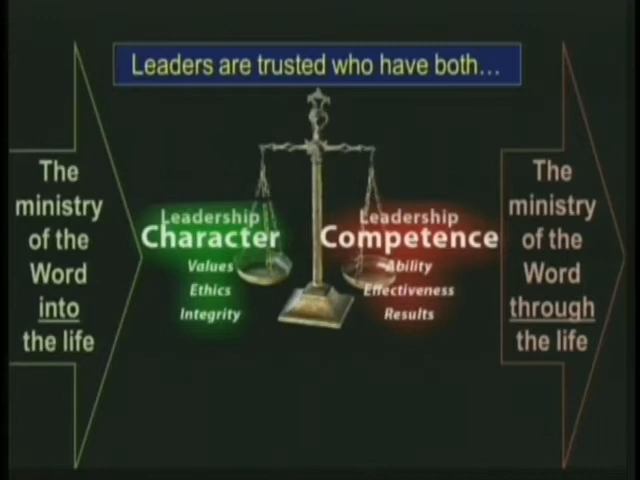 Leaders are trusted who have both...
The
ministry
of the
Word
into
the life
Leadership
Character
Values
Ethics
Integrity
Leadership
Competence
Ability
Effectiveness
Results
The
ministry
of the
Word
through
the life